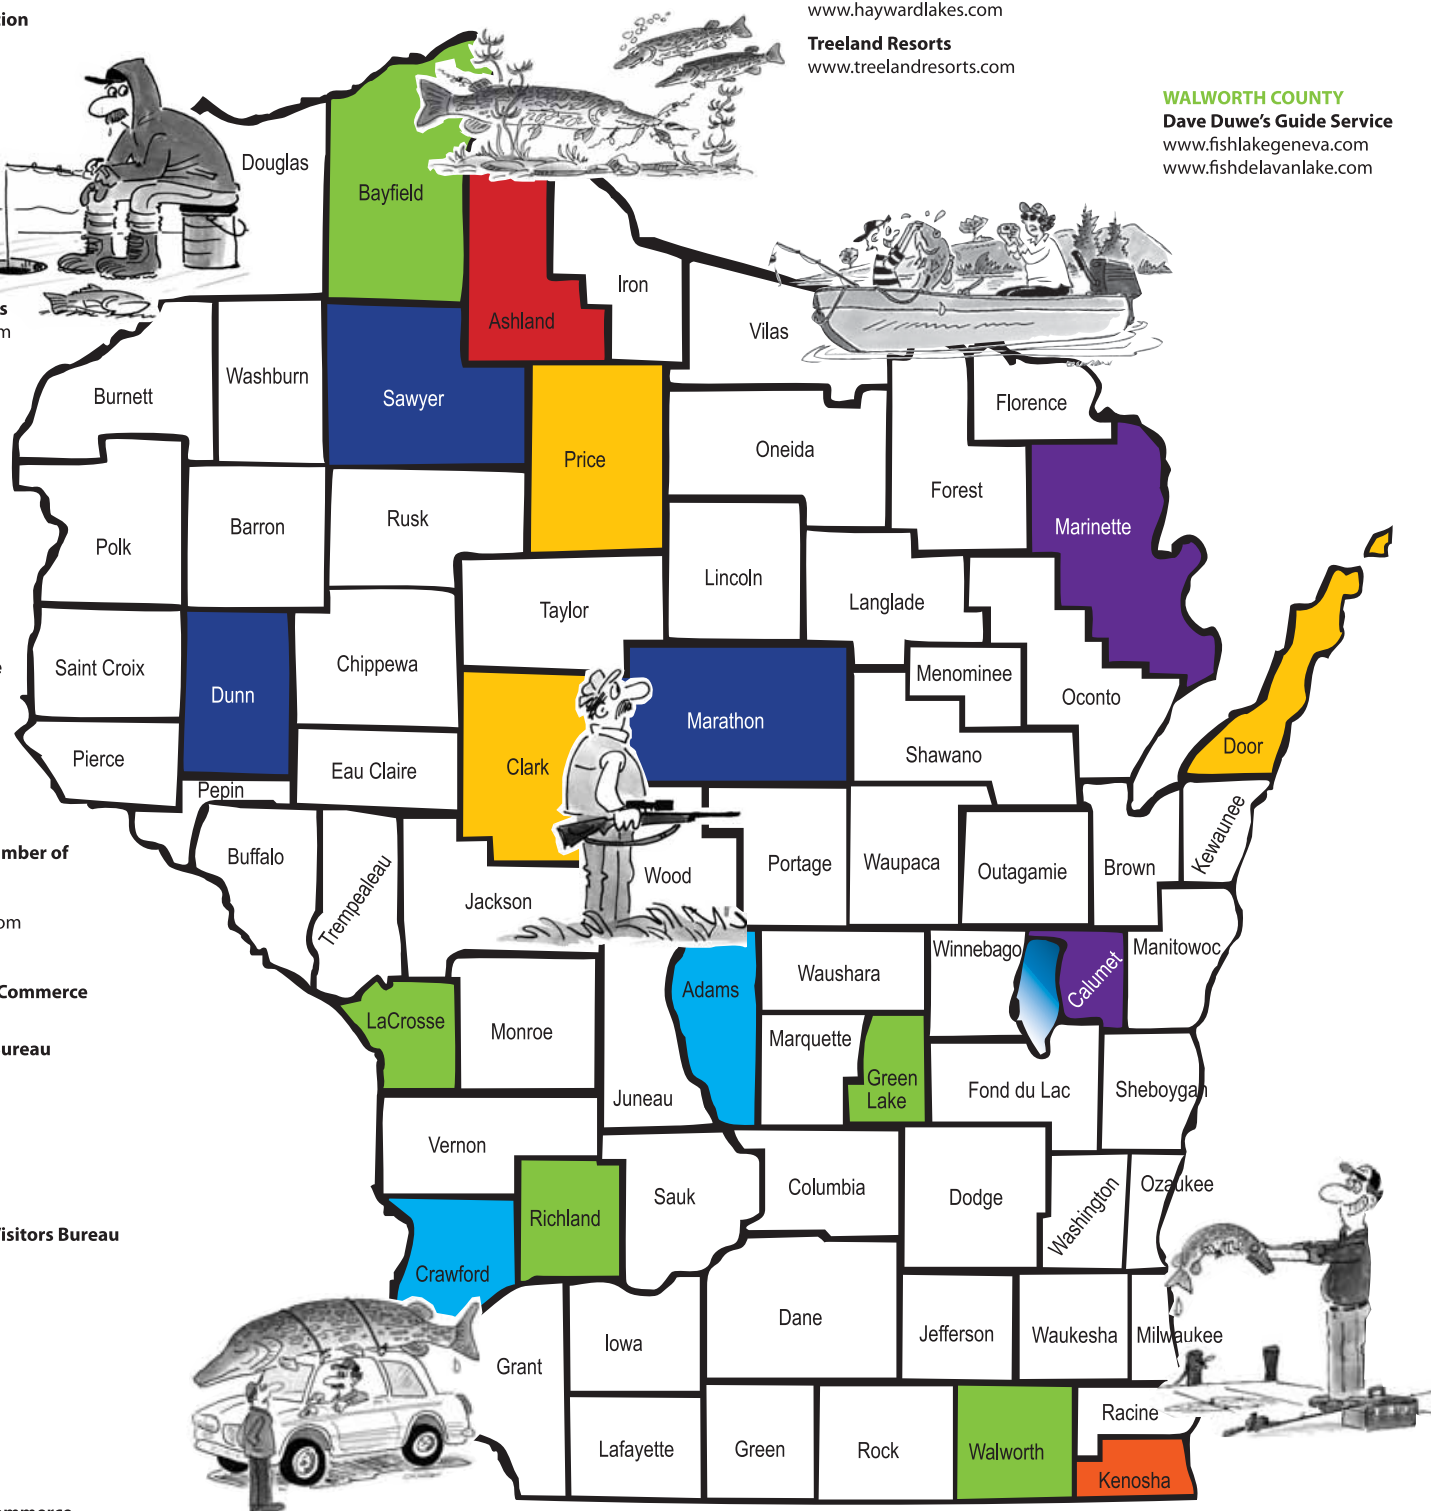 tion
www.haywardlakes.com
Treeland Resorts
www.treelandresorts.com
WALWORTH COUNTY
Dave Duwe's Guide Service
www.fishlakegeneva.com
www.fishdelavanlake.com
s
m
e
mber of
om
Commerce
ureau
isitors Bureau
Douglas
Bayfield
Ashland
Iron
Vilas
Burnett
Washburn
Sawyer
Price
Oneida
Florence
Forest
Marinette
Polk
Barron
Rusk
Lincoln
Langlade
Taylor
Saint Croix
Dunn
Chippewa
Marathon
Menominee
Oconto
Door
Pierce
Pepin
Eau Claire
Clark
Shawano
Kewaunee
Buffalo
Trempealeau
Jackson
Wood
Portage
Waupaca
Outagamie
Brown
Manitowoc
LaCrosse
Monroe
Juneau
Adams
Waushara
Winnebago
Calumet
Marquette
Green
Lake
Fond du Lac
Sheboygan
Vernon
Richland
Sauk
Columbia
Dodge
Washington
Ozaukee
Crawford
Grant
Iowa
Dane
Jefferson
Waukesha
Milwaukee
Lafayette
Green
Rock
Walworth
Racine
Kenosha